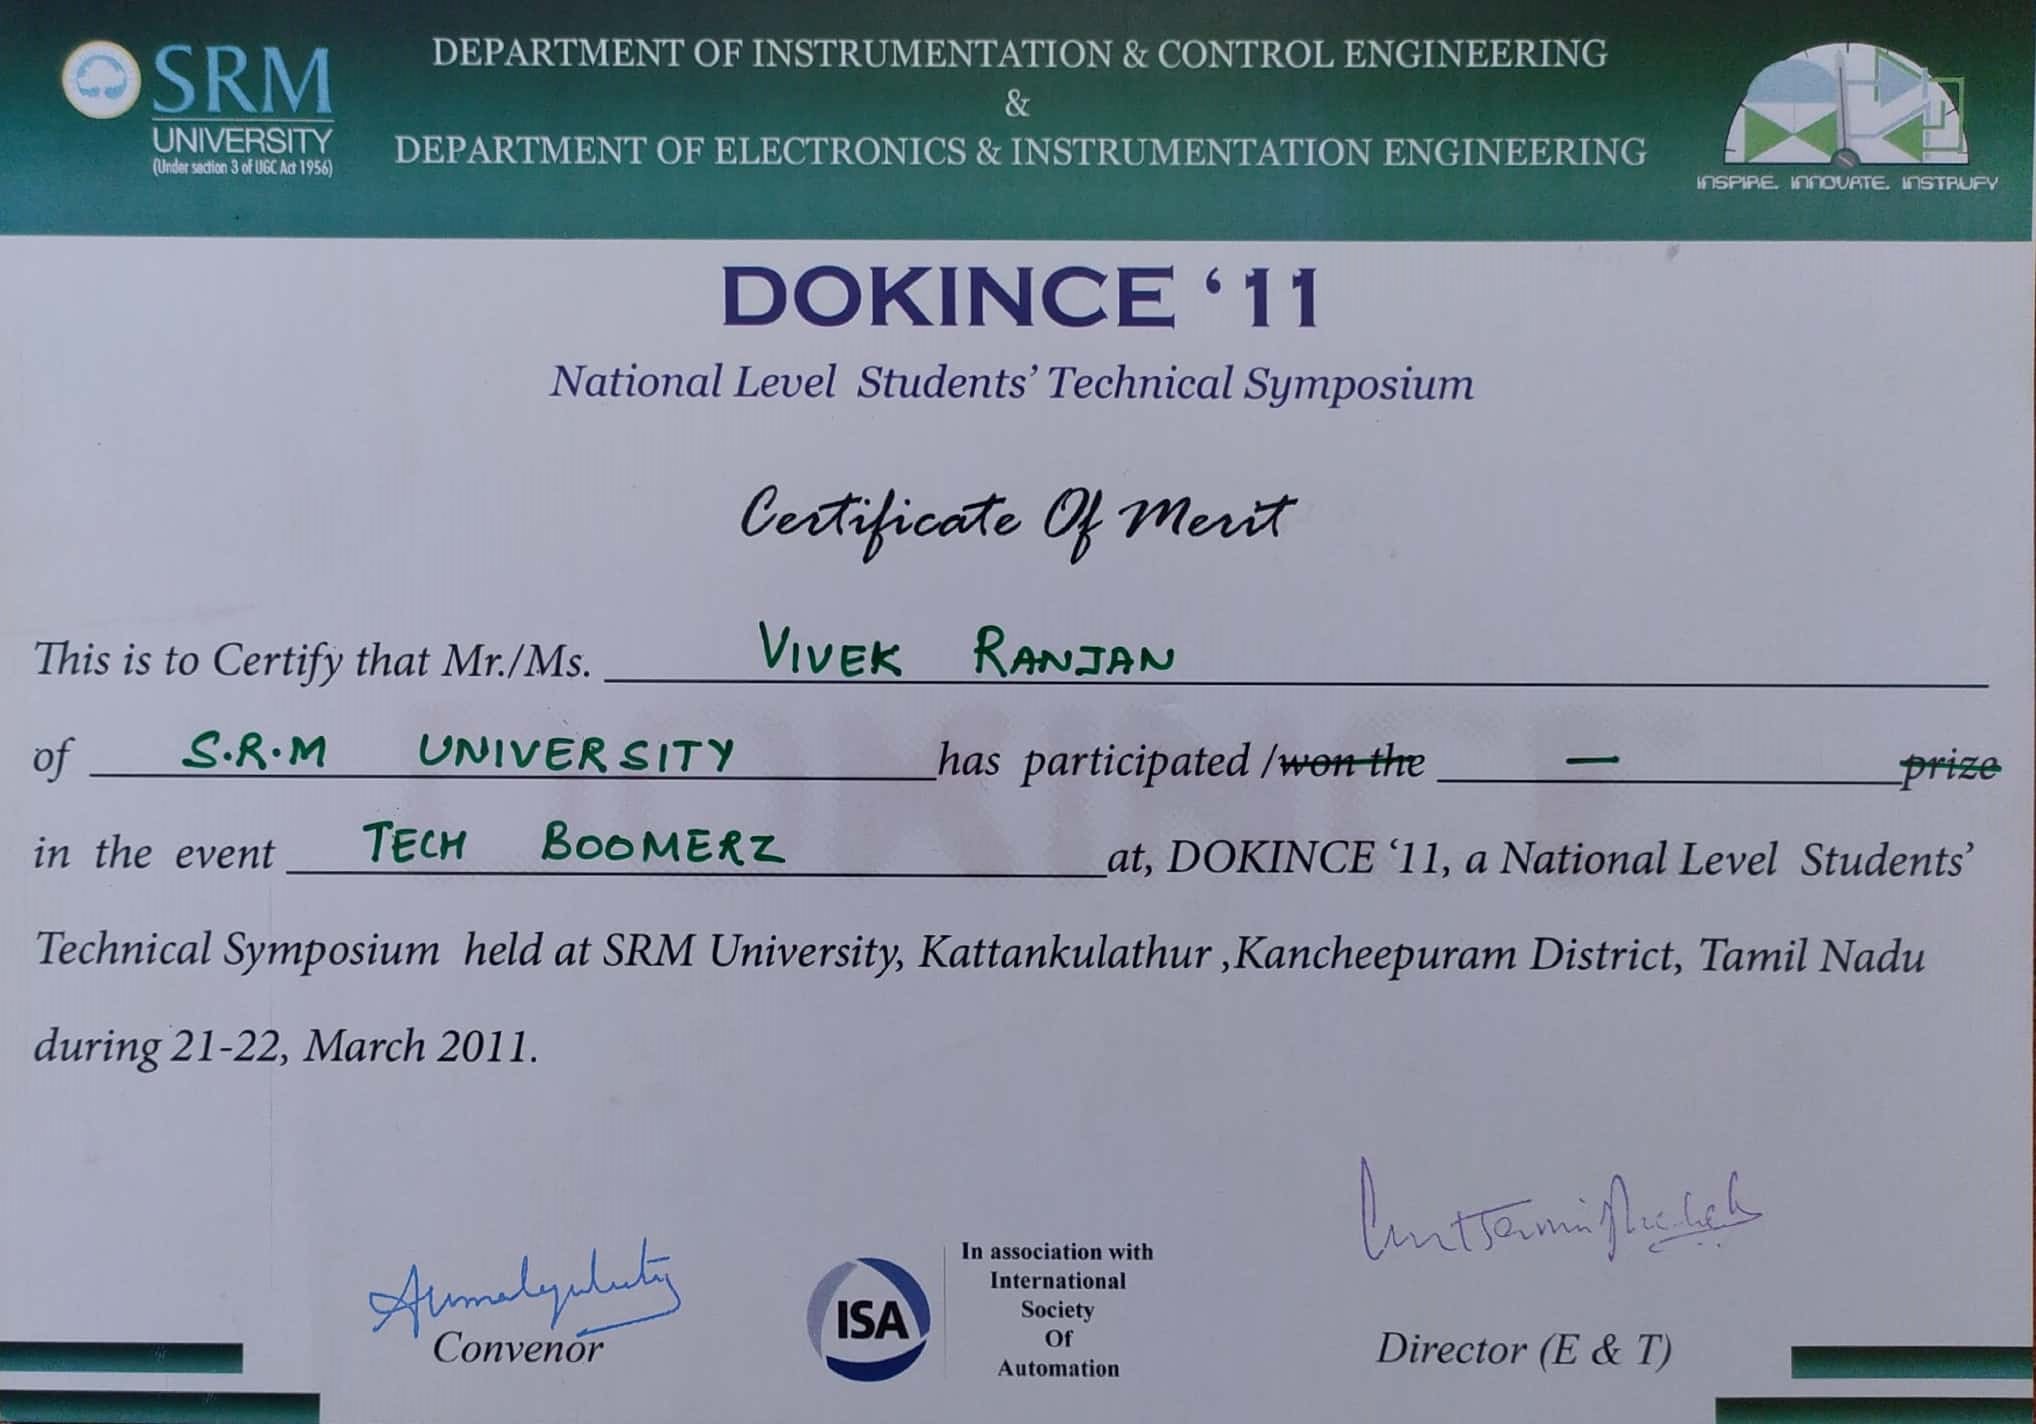 SRM
UNIVERSITY
(Under section 3 of UGC Act 1956)
DEPARTMENT OF INSTRUMENTATION & CONTROL ENGINEERING
&
DEPARTMENT OF ELECTRONICS & INSTRUMENTATION ENGINEERING
INSPIRE. INNOVATE. INSTRUFY
DOKINCE ‘11
National Level Students’ Technical Symposium
Certificate Of Merit
This is to Certify that Mr./Ms. VIVEK RANJAN
of S.R.M UNIVERSITY has participated /won the — prize
in the event TECH BOOMERZ at, DOKINCE ‘11, a National Level Students’
Technical Symposium held at SRM University, Kattankulathur ,Kancheepuram District, Tamil Nadu
during 21-22, March 2011.
Convenor
ISA
In association with
International
Society
Of
Automation
Director (E & T)